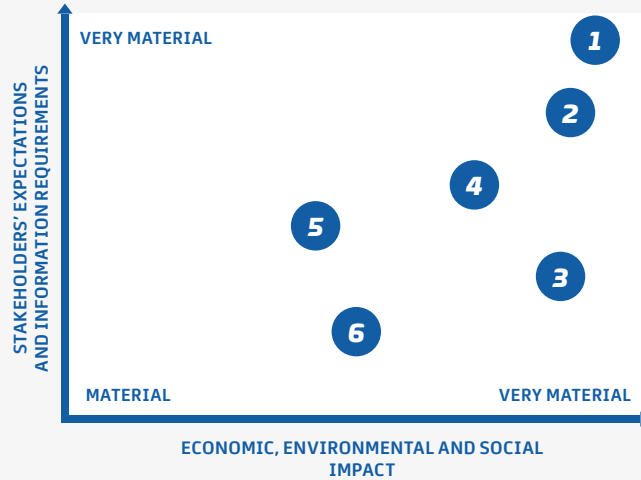 VERY MATERIAL
1
2
STAKEHOLDERS' EXPECTATIONS
AND INFORMATION REQUIREMENTS
4
5
3
6
MATERIAL
VERY MATERIAL
ECONOMIC, ENVIRONMENTAL AND SOCIAL
IMPACT